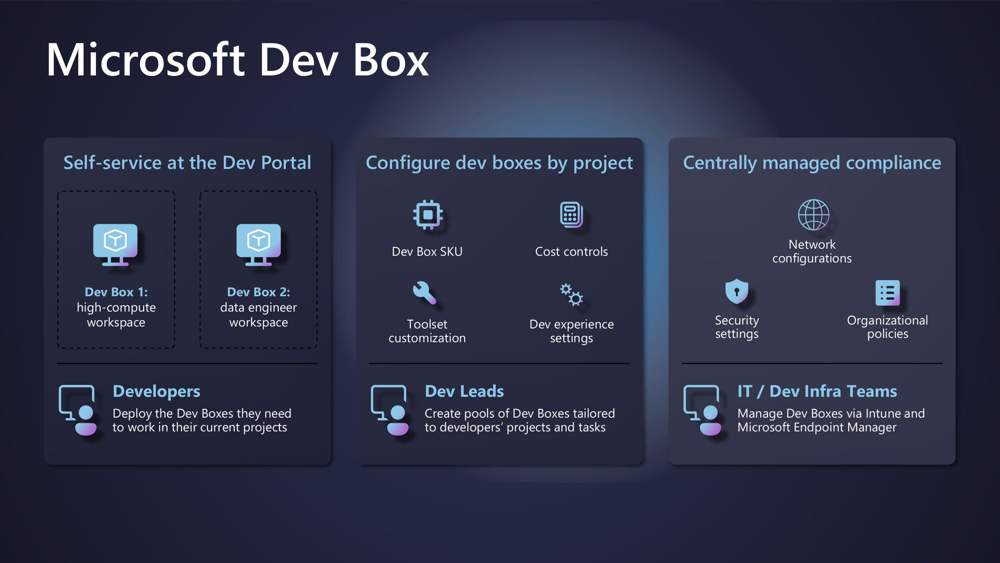 Microsoft Dev Box
Self-service at the Dev Portal
Dev Box 1:
high-compute
workspace
Dev Box 2:
data engineer
workspace
Developers
Deploy the Dev Boxes they need
to work in their current projects
Configure dev boxes by project
Dev Box SKU
Cost controls
Toolset
customization
Dev experience
settings
Dev Leads
Create pools of Dev Boxes tailored
to developers’ projects and tasks
Centrally managed compliance
Network
configurations
Security
settings
Organizational
policies
IT / Dev Infra Teams
Manage Dev Boxes via Intune and
Microsoft Endpoint Manager